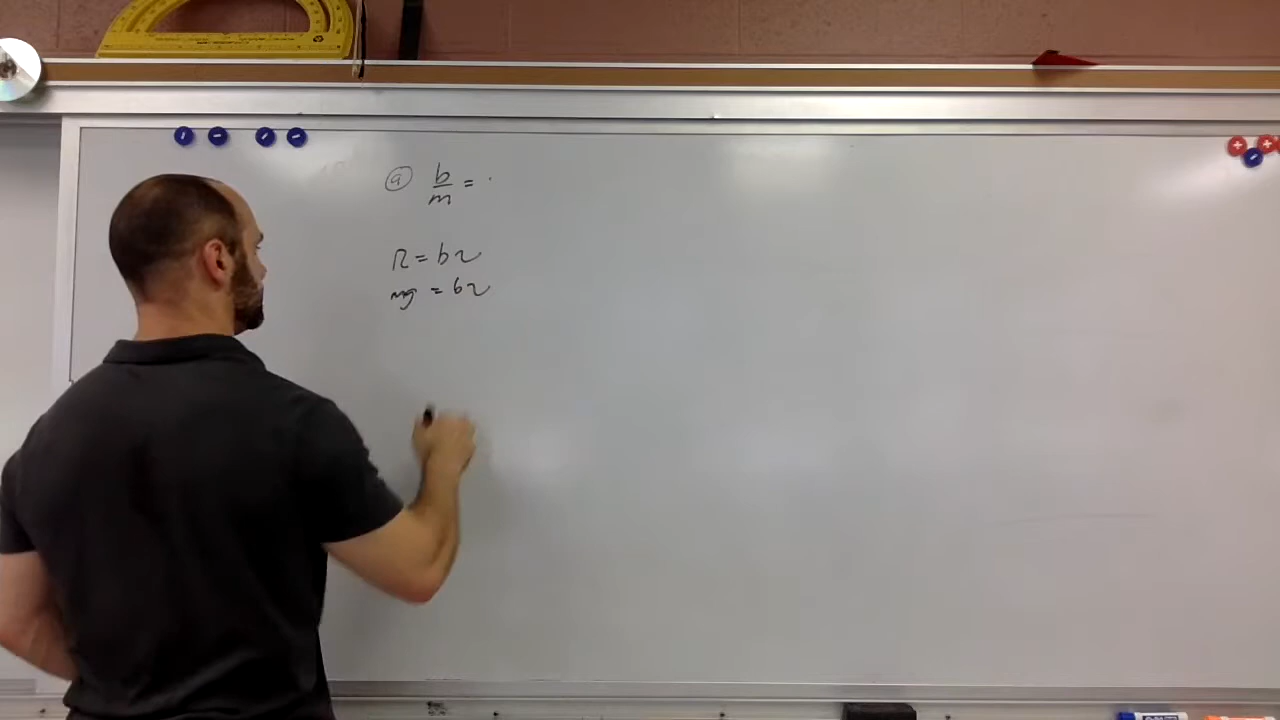 ⓐ b/m = .
R = bv
mg = bv